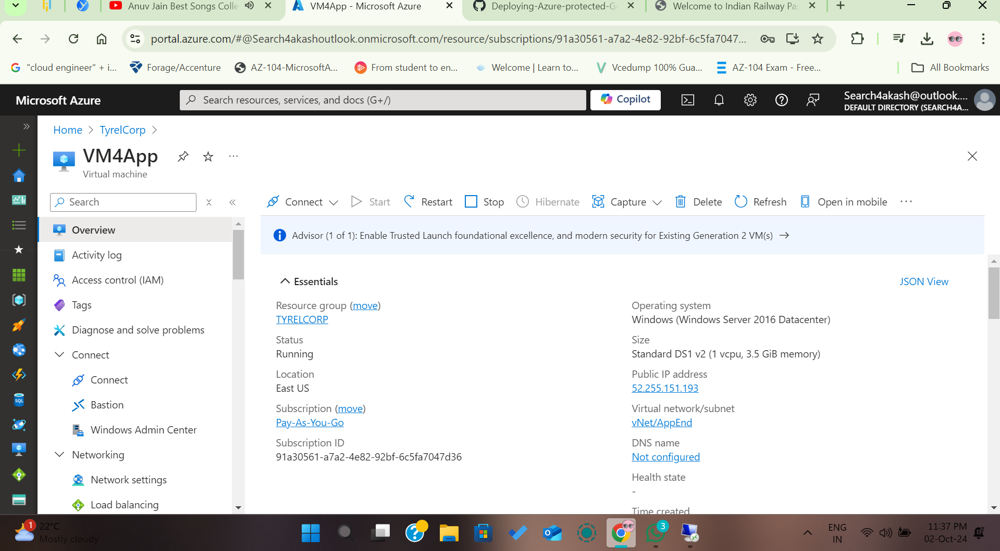 Anuv Jain Best Songs Colle
VM4App - Microsoft Azure
Deploying-Azure-protected-G
Welcome to Indian Railway Pas
portal.azure.com/#@Search4akashoutlook.onmicrosoft.com/resource/subscriptions/91a30561-a7a2-4e82-92bf-6c5fa7047...
"cloud engineer" + i...
Forage/Accenture
AZ-104-MicrosoftA...
From student to en...
Welcome | Learn to...
Vcedump 100% Gua...
AZ-104 Exam - Free...
All Bookmarks
Microsoft Azure
Search resources, services, and docs (G+/)
Copilot
Search4akash@outlook....
DEFAULT DIRECTORY (SEARCH4A...
Home > TyrelCorp >
VM4App
Virtual machine
Search
Connect
Start
Restart
Stop
Hibernate
Capture
Delete
Refresh
Open in mobile
Overview
Activity log
Access control (IAM)
Tags
Diagnose and solve problems
Connect
Connect
Bastion
Windows Admin Center
Networking
Network settings
Load balancing
SQL
Advisor (1 of 1): Enable Trusted Launch foundational excellence, and modern security for Existing Generation 2 VM(s) →
Essentials
JSON View
Resource group (move)
TYRELCORP
Status
Running
Location
East US
Subscription (move)
Pay-As-You-Go
Subscription ID
91a30561-a7a2-4e82-92bf-6c5fa7047d36
Operating system
Windows (Windows Server 2016 Datacenter)
Size
Standard DS1 v2 (1 vcpu, 3.5 GiB memory)
Public IP address
52.255.151.193
Virtual network/subnet
vNet/AppEnd
DNS name
Not configured
Health state
-
Time created
1
22°C
Mostly cloudy
3
ENG
IN
11:37 PM
02-Oct-24